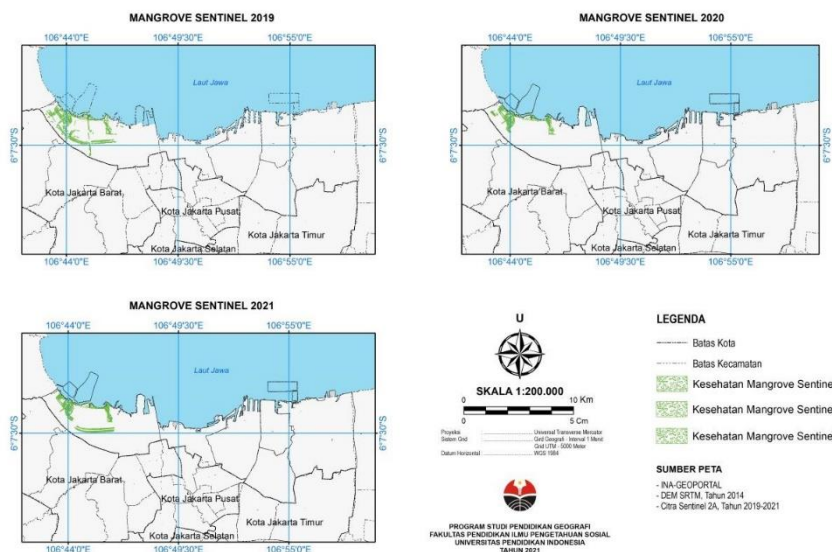 MANGROVE SENTINEL 2019
106°44'0"E 106°49'30"E 106°55'0"E
Laut Jawa
6°7'30"S 6°7'30"S
Kota Jakarta Barat
Kota Jakarta Pusat
Kota Jakarta Timur
Kota Jakarta Selatan
106°44'0"E 106°49'30"E 106°55'0"E
MANGROVE SENTINEL 2020
106°44'0"E 106°49'30"E 106°55'0"E
Laut Jawa
6°7'30"S 6°7'30"S
Kota Jakarta Barat
Kota Jakarta Pusat
Kota Jakarta Timur
Kota Jakarta Selatan
106°44'0"E 106°49'30"E 106°55'0"E
MANGROVE SENTINEL 2021
106°44'0"E 106°49'30"E 106°55'0"E
Laut Jawa
6°7'30"S 6°7'30"S
Kota Jakarta Barat
Kota Jakarta Pusat
Kota Jakarta Timur
Kota Jakarta Selatan
106°44'0"E 106°49'30"E 106°55'0"E
U
SKALA 1:200.000
0 10 Km
5 Cm
Proyeksi Universal Transverse Mercator
Sistem Grid Grid Geografi - Interval 1 Menit
Grid UTM - 5000 Meter
Datum Horizontal WGS 1984
PROGRAM STUDI PENDIDIKAN GEOGRAFI
FAKULTAS PENDIDIKAN ILMU PENGETAHUAN SOSIAL
UNIVERSITAS PENDIDIKAN INDONESIA
TAHUN 2021
LEGENDA
Batas Kota
Batas Kecamatan
Kesehatan Mangrove Sentine
Kesehatan Mangrove Sentine
Kesehatan Mangrove Sentine
SUMBER PETA
- INA-GEOPORTAL
- DEM SRTM, Tahun 2014
- Citra Sentinel 2A, Tahun 2019-2021